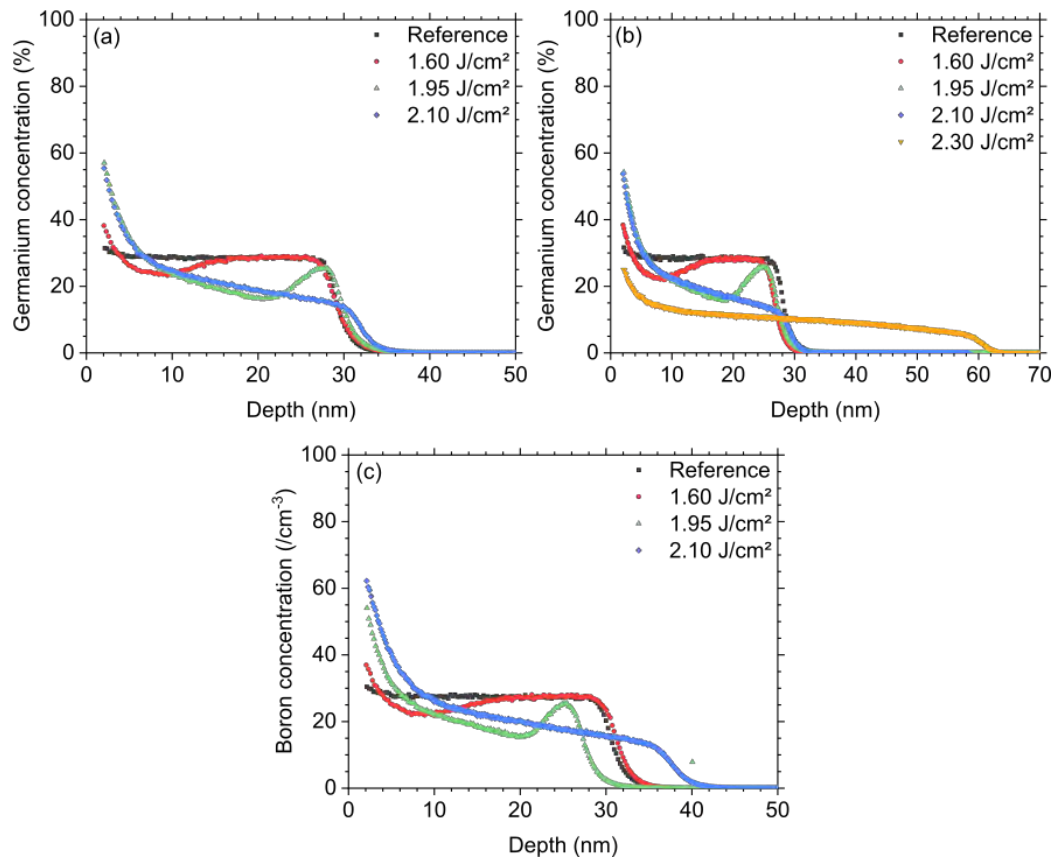 (a)
Reference
1.60 J/cm²
1.95 J/cm²
2.10 J/cm²
Germanium concentration (%)
100
80
60
40
20
0
0 10 20 30 40 50
Depth (nm)
(b)
Reference
1.60 J/cm²
1.95 J/cm²
2.10 J/cm²
2.30 J/cm²
Germanium concentration (%)
100
80
60
40
20
0
0 10 20 30 40 50 60 70
Depth (nm)
(c)
Reference
1.60 J/cm²
1.95 J/cm²
2.10 J/cm²
Boron concentration (/cm⁻³)
100
80
60
40
20
0
0 10 20 30 40 50
Depth (nm)